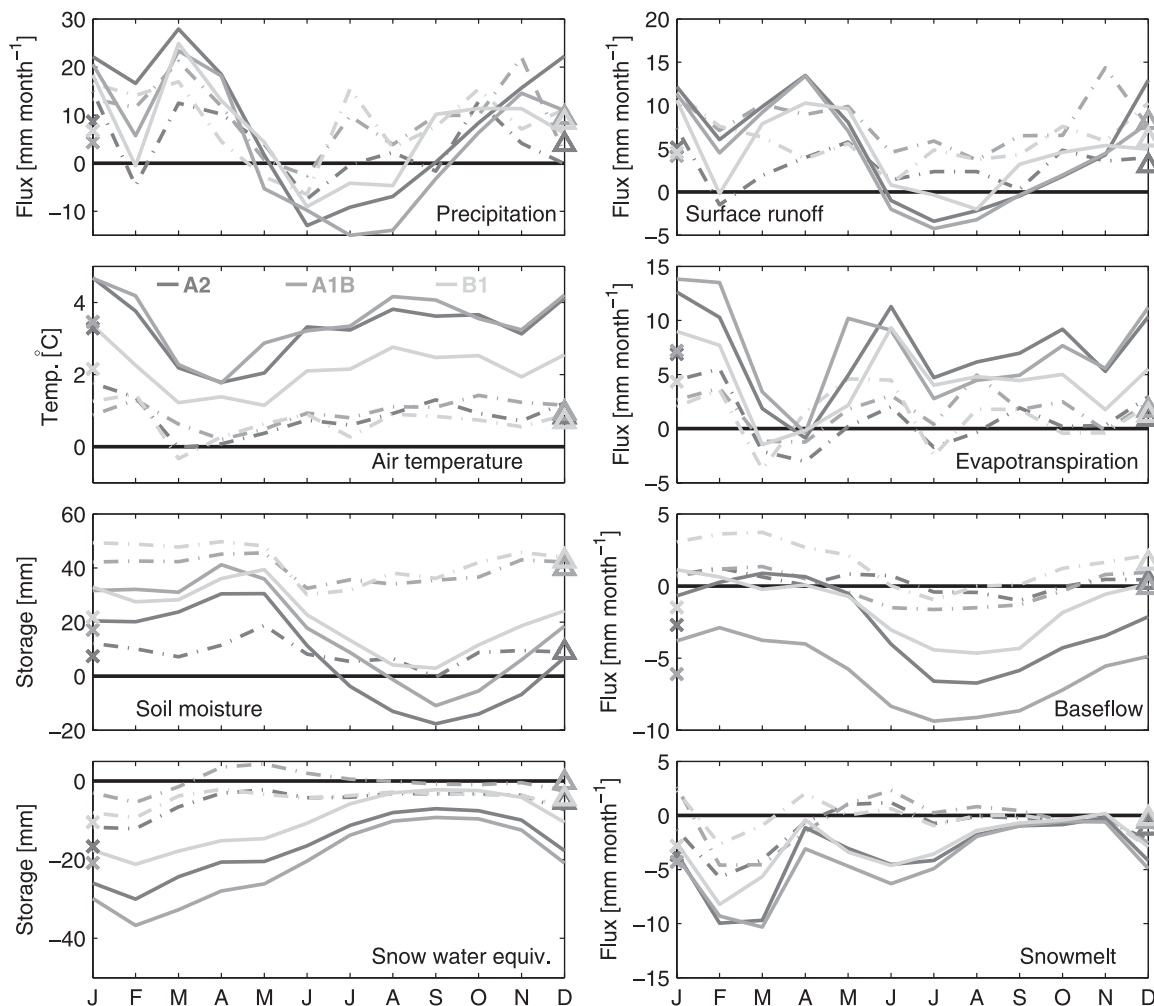 30
20
10
0
−10
Flux [mm month−1]
Precipitation
20
15
10
5
0
−5
Flux [mm month−1]
Surface runoff
4
2
0
Temp. [°C]
A2 A1B B1
Air temperature
15
10
5
0
−5
Flux [mm month−1]
Evapotranspiration
60
40
20
0
−20
Storage [mm]
Soil moisture
5
0
−5
−10
Flux [mm month−1]
Baseflow
0
−20
−40
Storage [mm]
Snow water equiv.
J F M A M J J A S O N D
5
0
−5
−10
−15
Flux [mm month−1]
Snowmelt
J F M A M J J A S O N D